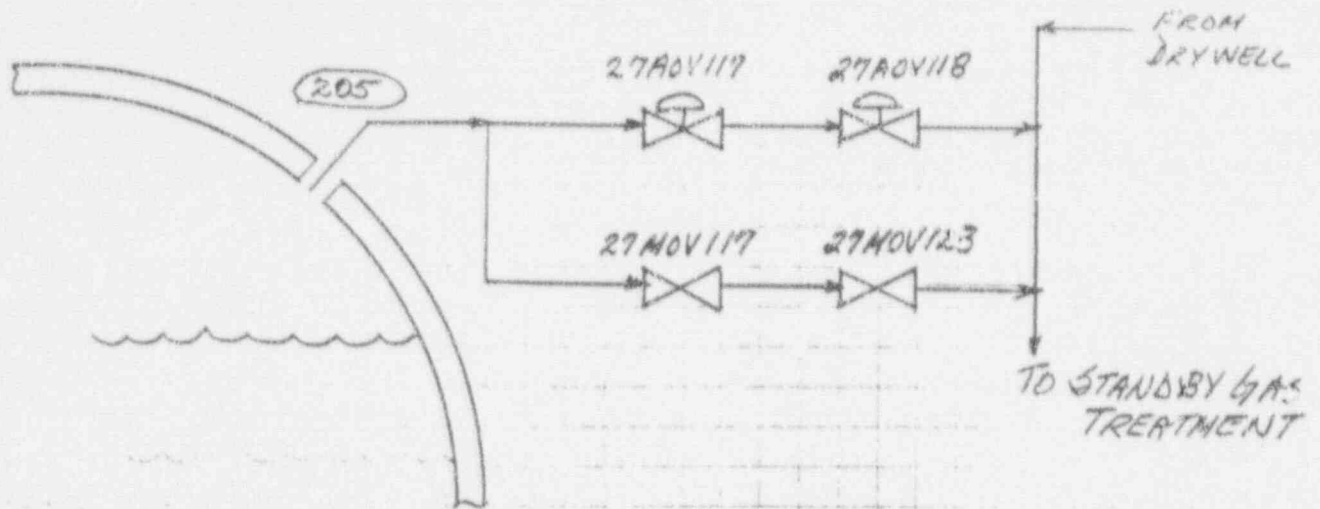 FROM
DRYWELL
205
27AOV117
27AOV118
27MOV117
27MOV123
TO STANDBY GAS
TREATMENT